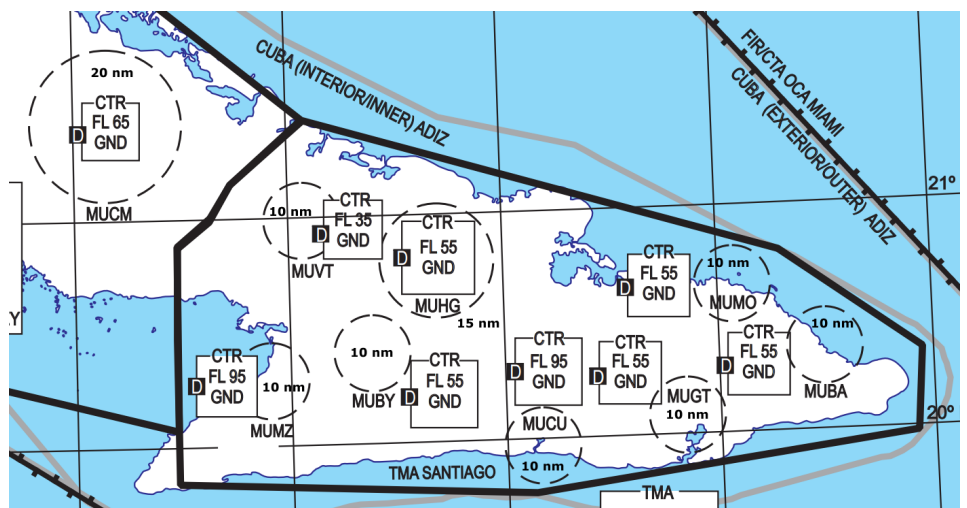 CUBA (INTERIOR/INNER) ADIZ
FIR/CTA OCA MIAMI
CUBA (EXTERIOR/OUTER) ADIZ
20 nm
CTR
FL 65
GND
D
MUCM
21º
10 nm
CTR
FL 35
GND
D
MUVT
CTR
FL 55
GND
D
MUHG
15 nm
CTR
FL 55
GND
D
10 nm
MUMO
10 nm
MUBA
10 nm
MUBY
CTR
FL 55
GND
D
CTR
FL 95
GND
D
10 nm
MUMZ
CTR
FL 95
GND
D
MUCU
10 nm
CTR
FL 55
GND
D
MUGT
10 nm
CTR
FL 55
GND
D
20º
TMA SANTIAGO
TMA
Y